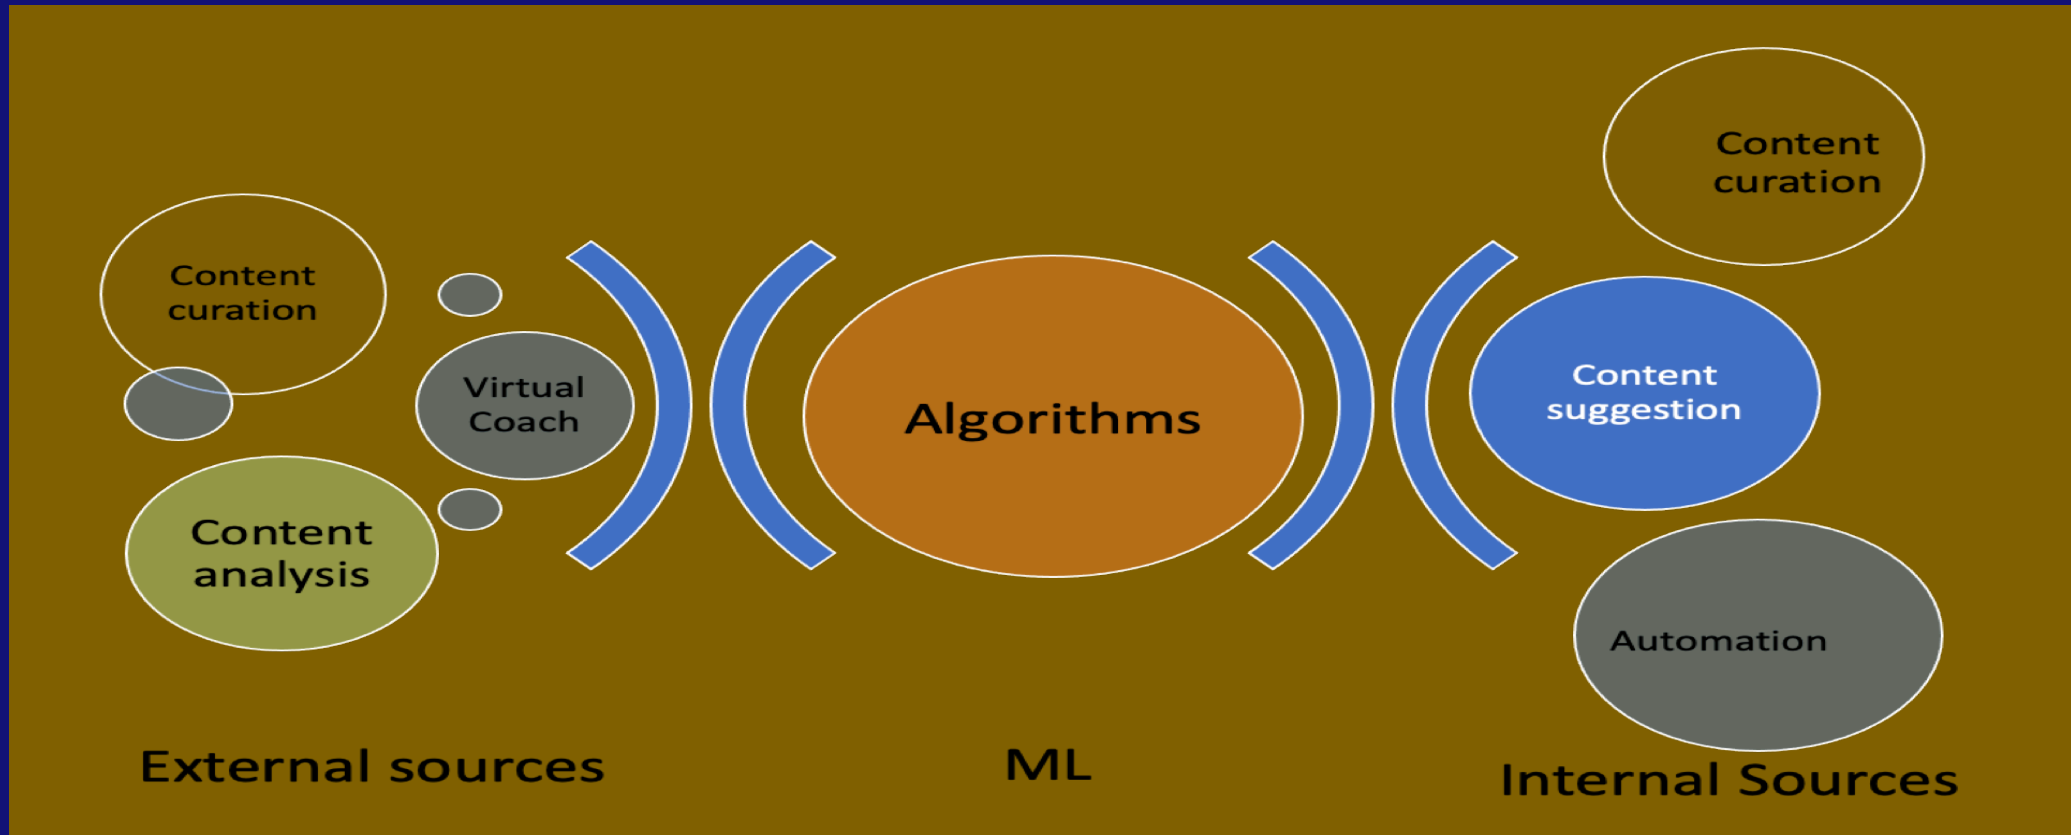 Content
curation
Virtual
Coach
Content
analysis
External sources
Algorithms
ML
Content
curation
Content
suggestion
Automation
Internal Sources